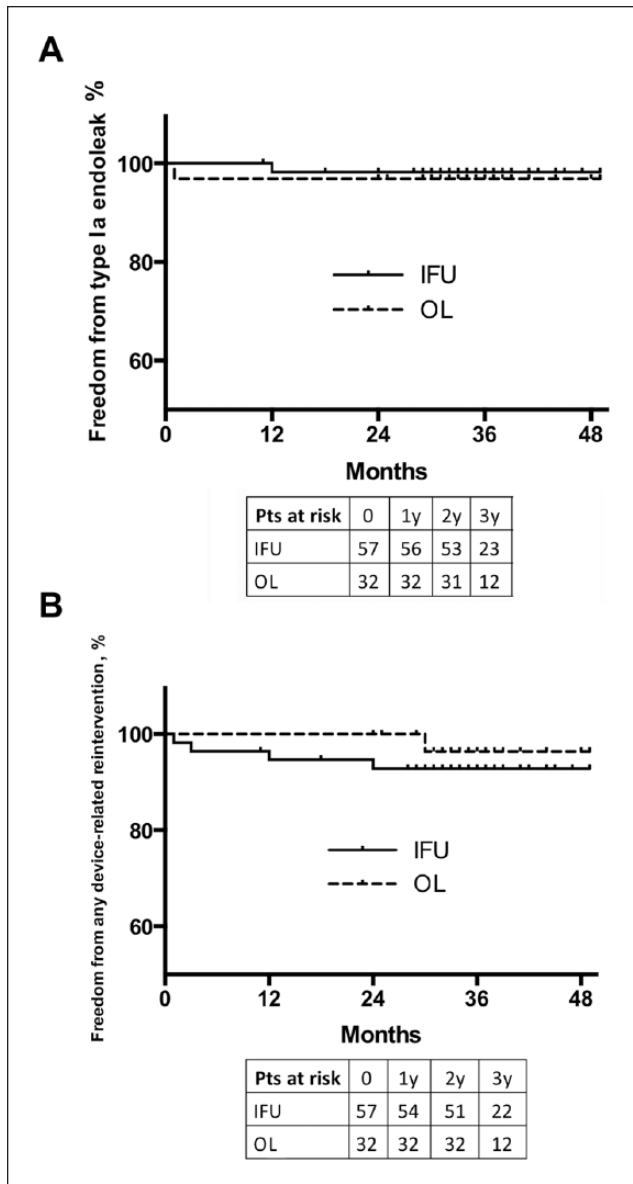 A
Freedom from type Ia endoleak %
100
80
60
IFU
OL
0 12 24 36 48
Months
Pts at risk 0 1y 2y 3y
IFU 57 56 53 23
OL 32 32 31 12
B
Freedom from any device-related reintervention, %
100
80
60
IFU
OL
0 12 24 36 48
Months
Pts at risk 0 1y 2y 3y
IFU 57 54 51 22
OL 32 32 32 12